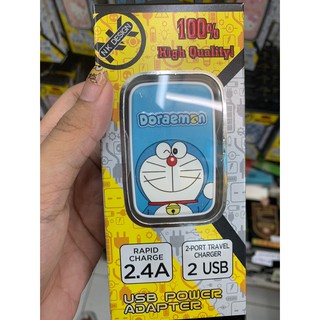 NK
N.K DESIGN
100%
High Quality!
Doraemon
RAPID
CHARGE
2.4A
2-PORT TRAVEL
CHARGER
2 USB
USB POWER
ADAPTER